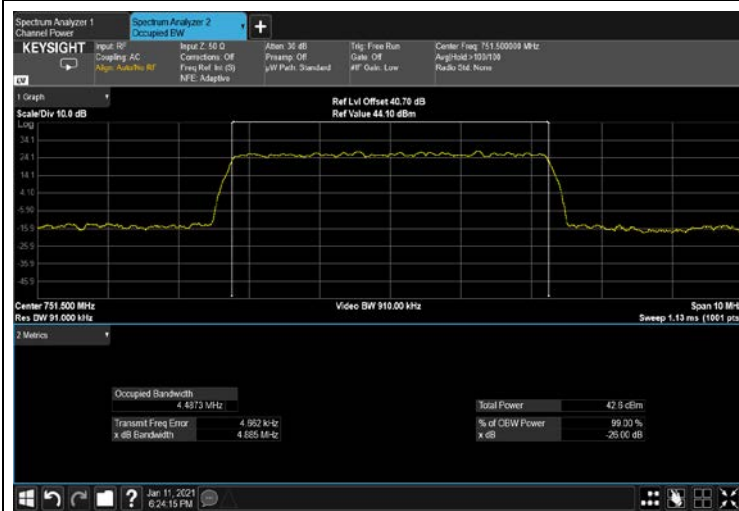 Spectrum Analyzer 1
Channel Power
Spectrum Analyzer 2
Occupied BW
+
KEYSIGHT
Input: RF
Coupling: AC
Align: Auto/No RF
Input Z: 50 Ω
Corrections: Off
Freq Ref: Int (S)
NFE: Adaptive
Atten: 30 dB
Preamp: Off
µW Path: Standard
Trig: Free Run
Gate: Off
#IF Gain: Low
Center Freq: 751.500000 MHz
Avg|Hold:>100/100
Radio Std: None
1 Graph
Scale/Div 10.0 dB
Ref Lvl Offset 40.70 dB
Ref Value 44.10 dBm
Log
34.1
24.1
14.1
4.10
-5.90
-15.9
-25.9
-35.9
-45.9
Center 751.500 MHz
Res BW 91.000 kHz
Video BW 910.00 kHz
Span 10 MH
Sweep 1.13 ms (1001 pts
2 Metrics
Occupied Bandwidth
4.4873 MHz
Transmit Freq Error 4.662 kHz
x dB Bandwidth 4.885 MHz
Total Power 42.6 dBm
% of OBW Power 99.00 %
x dB -26.00 dB
?
Jan 11, 2021
6:24:15 PM